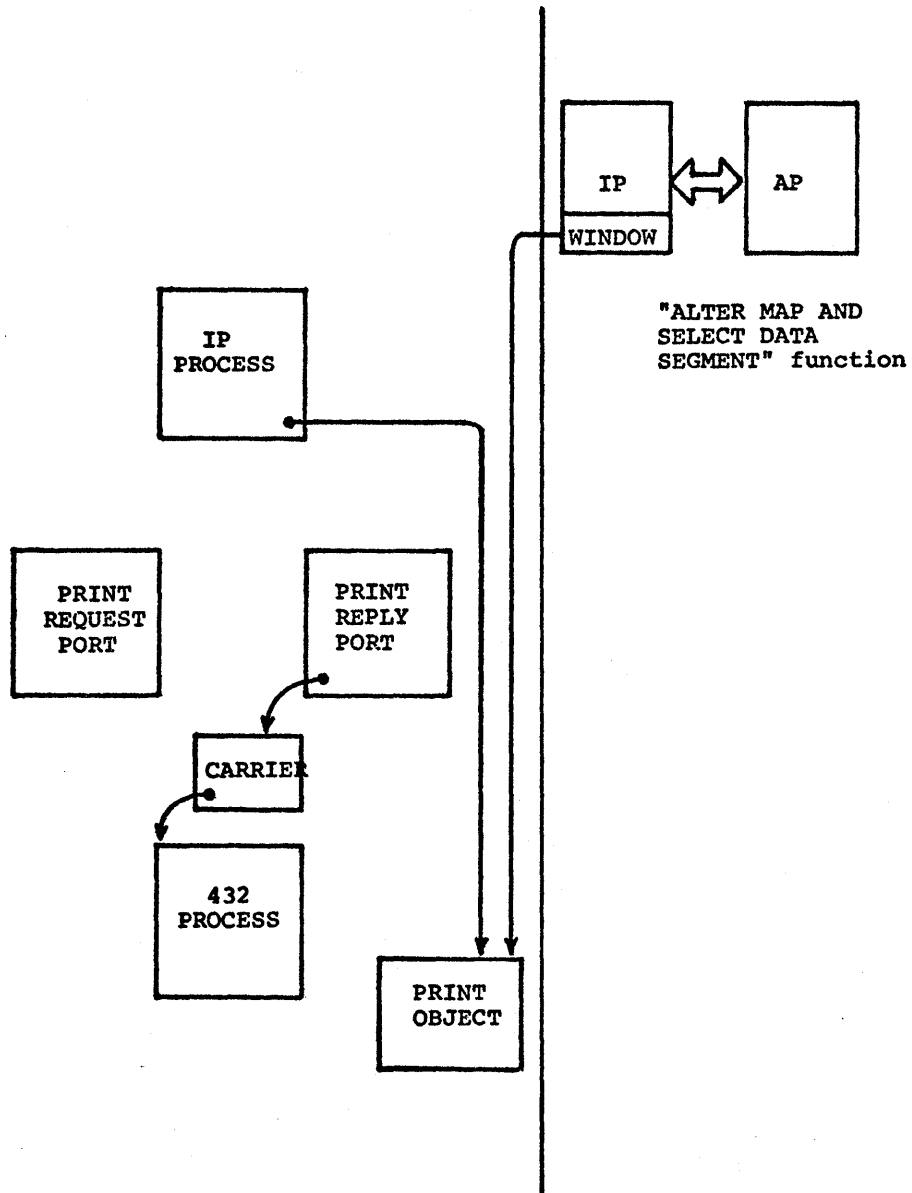 IP
AP
WINDOW
"ALTER MAP AND
SELECT DATA
SEGMENT" function
IP
PROCESS
PRINT
REQUEST
PORT
PRINT
REPLY
PORT
CARRIER
432
PROCESS
PRINT
OBJECT